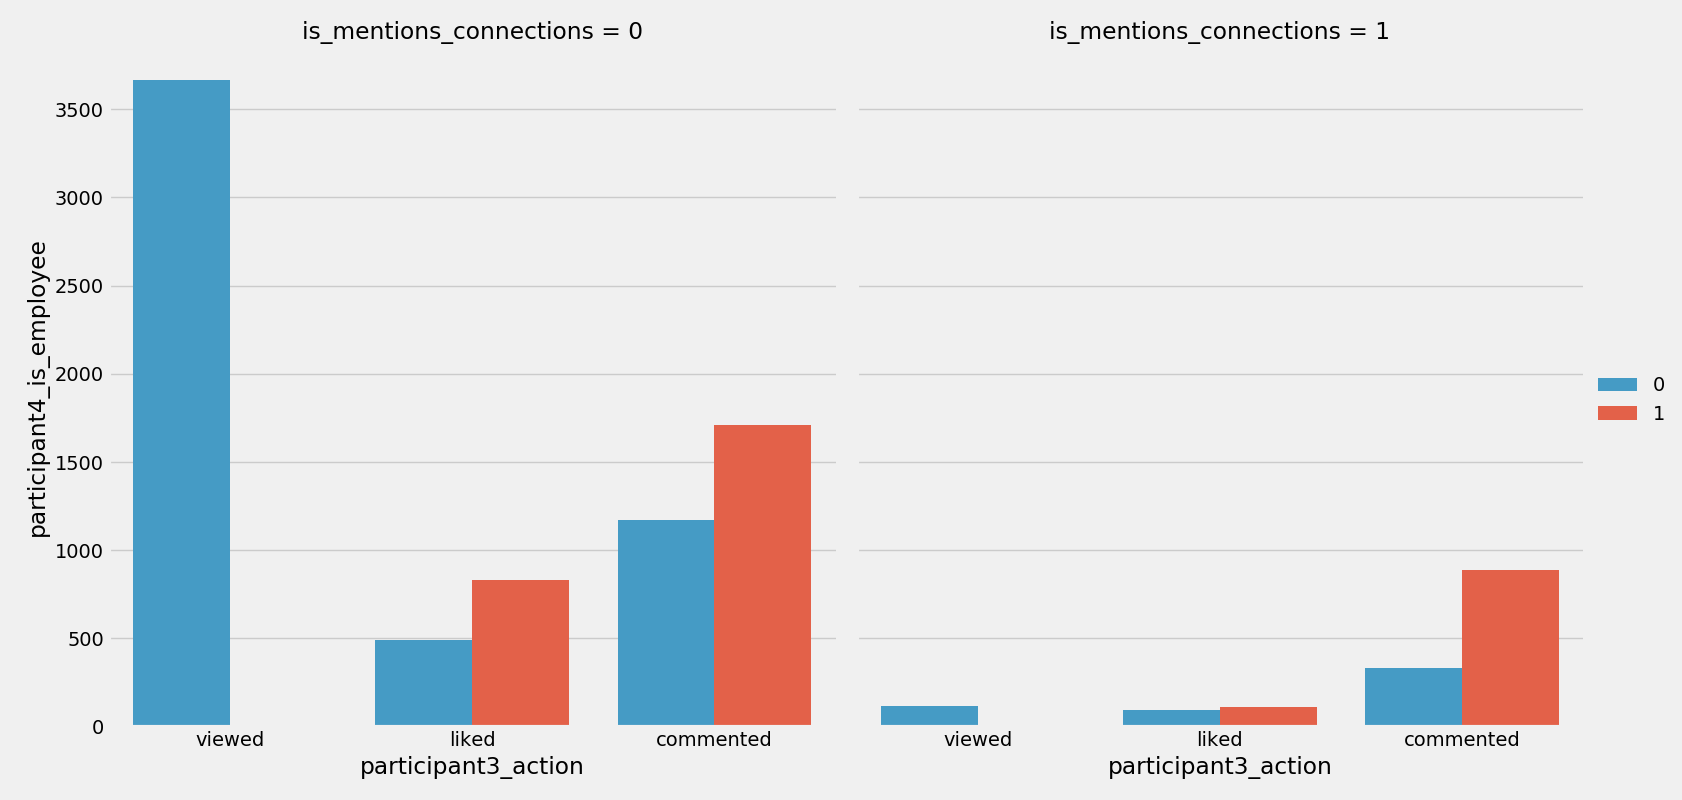 is_mentions_connections = 0
is_mentions_connections = 1
participant4_is_employee
3500
3000
2500
2000
1500
1000
500
0
viewed
liked
commented
viewed
liked
commented
participant3_action
participant3_action
0
1